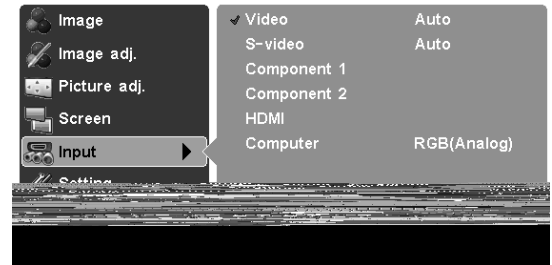 Image
Image adj.
Picture adj.
Screen
Input
Setting
Video Auto
S-video Auto
Component 1
Component 2
HDMI
Computer RGB(Analog)